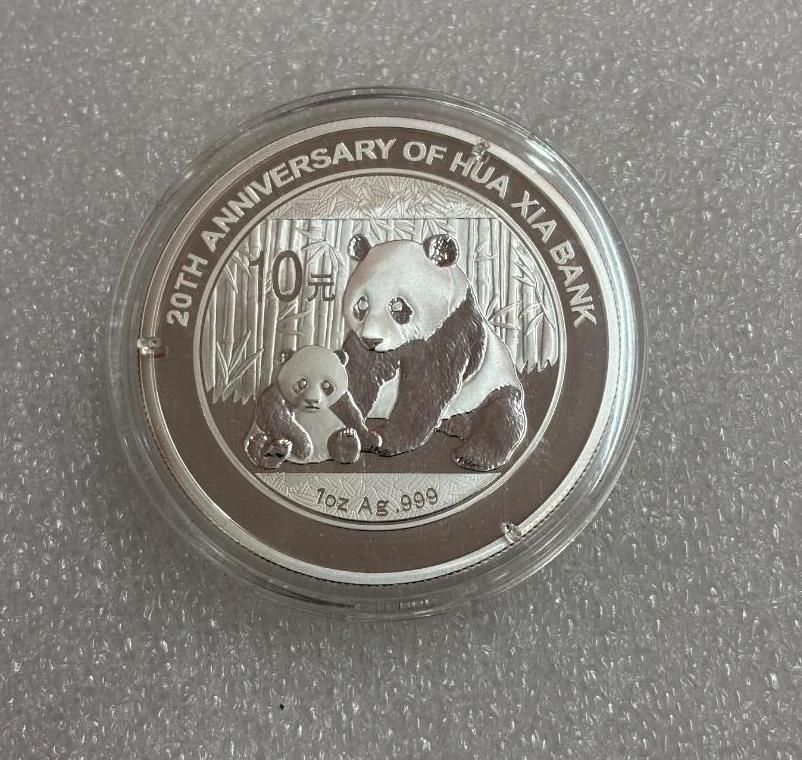 20TH ANNIVERSARY OF HUA XIA BANK
10元
1oz Ag .999